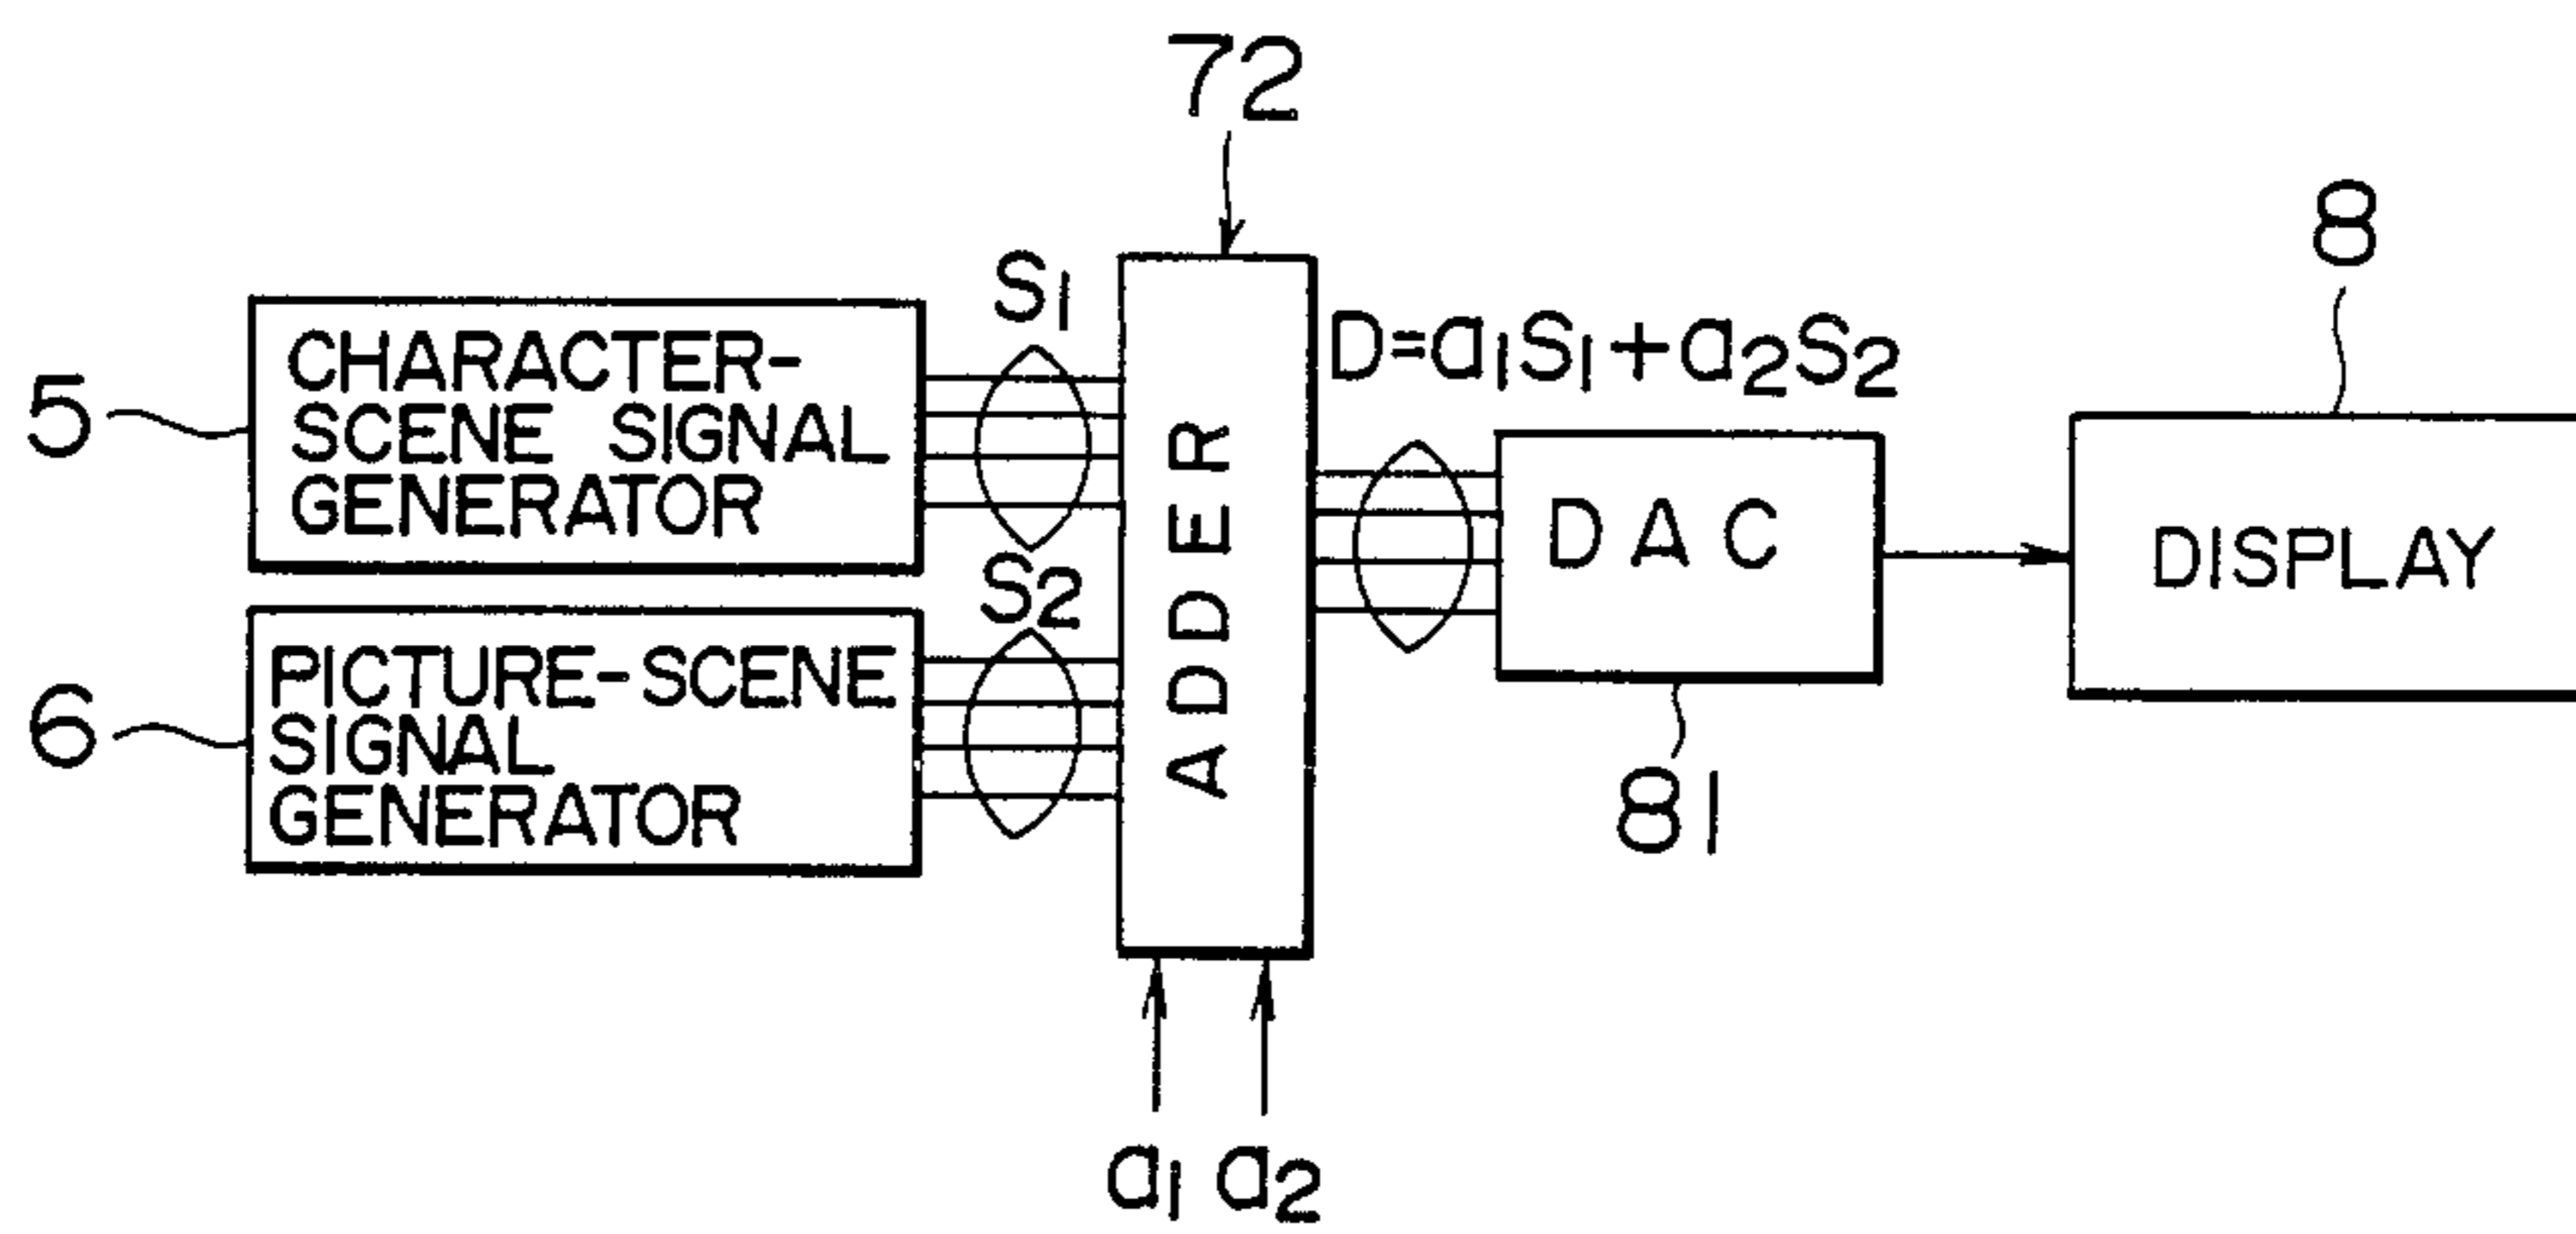 72
8
S1
D=a1S1+a2S2
5
CHARACTER-
SCENE SIGNAL
GENERATOR
ADDER
DAC
DISPLAY
S2
6
PICTURE-SCENE
SIGNAL
GENERATOR
81
a1 a2